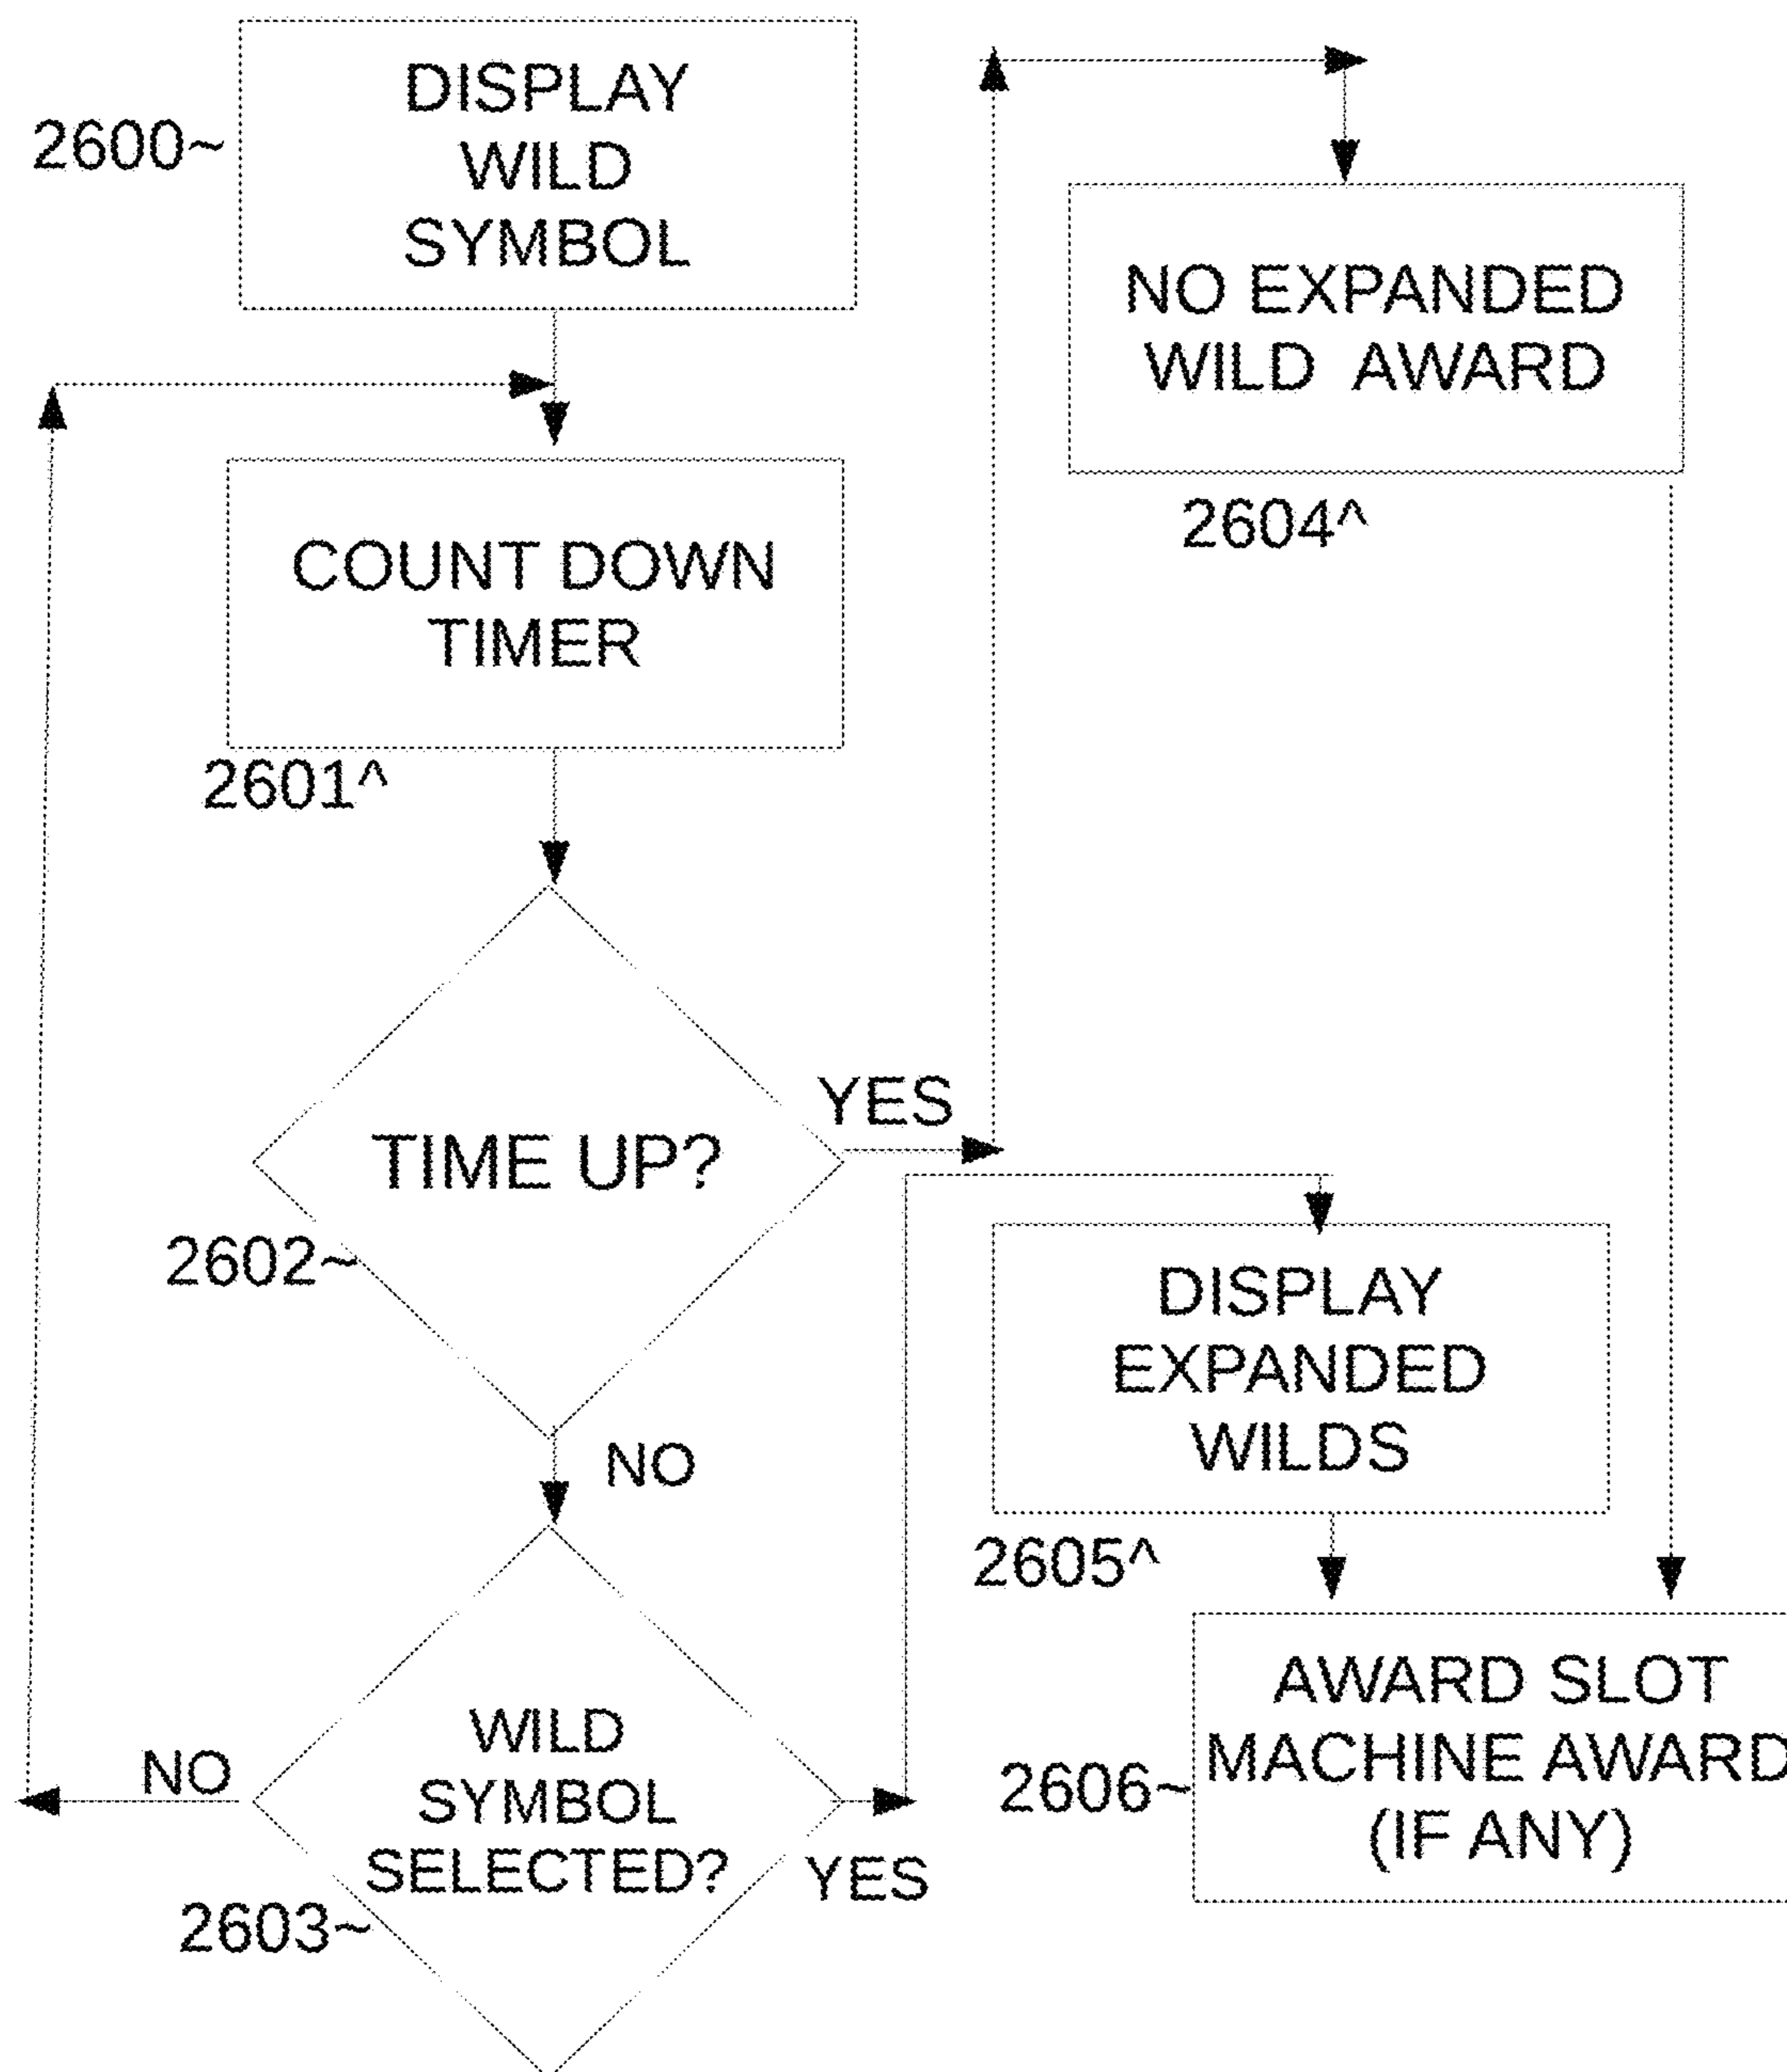 2600~
DISPLAY
WILD
SYMBOL
COUNT DOWN
TIMER
2601^
TIME UP?
YES
2602~
NO
WILD
SYMBOL
SELECTED?
NO
YES
2603~
NO EXPANDED
WILD AWARD
2604^
DISPLAY
EXPANDED
WILDS
2605^
AWARD SLOT
MACHINE AWARD
(IF ANY)
2606~